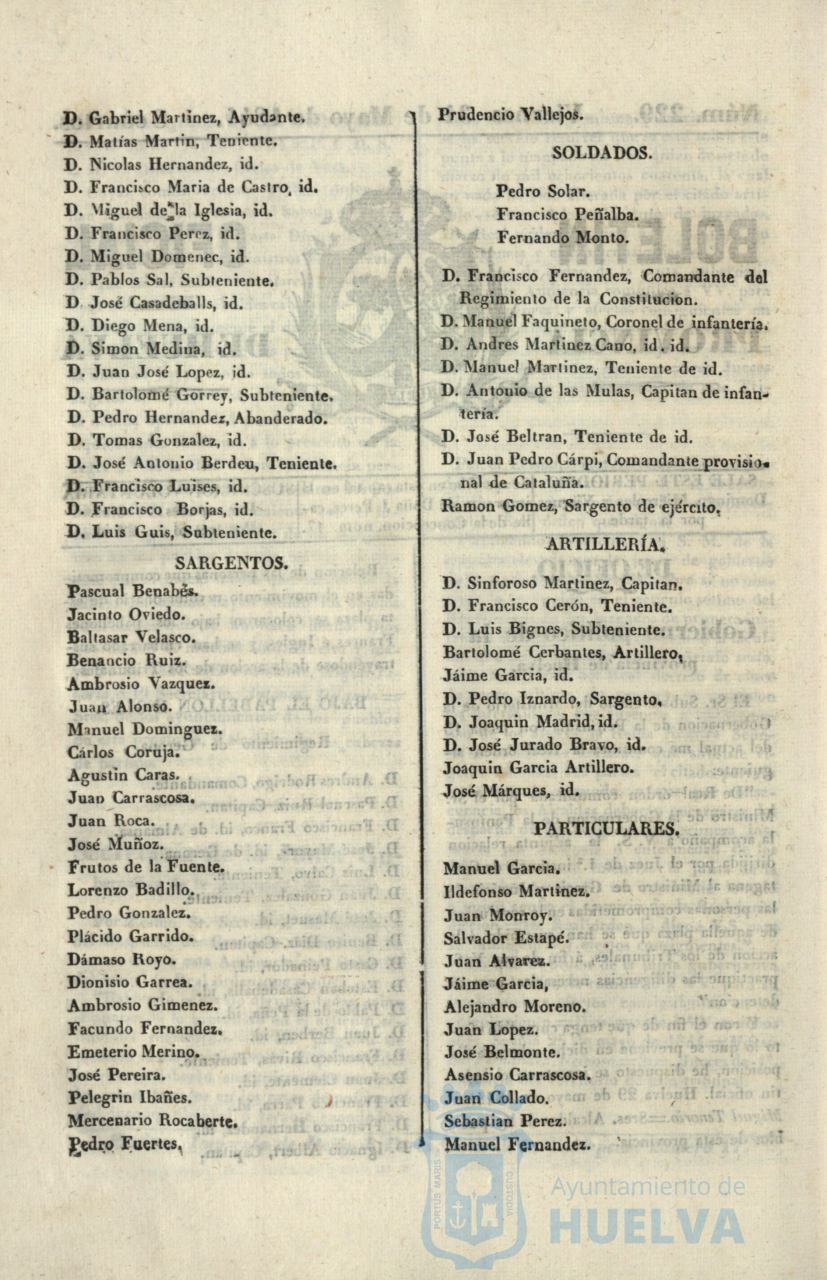 D. Gabriel Martinez, Ayudante.
D. Matías Martin, Teniente.
D. Nicolas Hernandez, id.
D. Francisco Maria de Castro, id.
D. Miguel de la Iglesia, id.
D. Francisco Perez, id.
D. Miguel Domenec, id.
D. Pablos Sal, Subteniente.
D José Casadeballs, id.
D. Diego Mena, id.
D. Simon Medina, id.
D. Juan José Lopez, id.
D. Bartolomé Gorrey, Subteniente.
D. Pedro Hernandez, Abanderado.
D. Tomas Gonzalez, id.
D. José Antonio Berdeu, Teniente.
D. Francisco Luises, id.
D. Francisco Borjas, id.
D. Luis Guis, Subteniente.
SARGENTOS.
Pascual Benabés.
Jacinto Oviedo.
Baltasar Velasco.
Benancio Ruiz.
Ambrosio Vazquez.
Juan Alonso.
Manuel Dominguez.
Cárlos Coruja.
Agustin Caras.
Juan Carrascosa.
Juan Roca.
José Muñoz.
Frutos de la Fuente.
Lorenzo Badillo.
Pedro Gonzalez.
Plácido Garrido.
Dámaso Royo.
Dionisio Garrea.
Ambrosio Gimenez.
Facundo Fernandez.
Emeterio Merino.
José Pereira.
Pelegrin Ibañes.
Mercenario Rocaberte.
Pedro Fuertes.
Prudencio Vallejos.
SOLDADOS.
Pedro Solar.
Francisco Peñalba.
Fernando Monto.
D. Francisco Fernandez, Comandante del
Regimiento de la Constitucion.
D. Manuel Faquineto, Coronel de infantería.
D. Andres Martinez Cano, id. id.
D. Manuel Martinez, Teniente de id.
D. Antonio de las Mulas, Capitan de infan-
tería.
D. José Beltran, Teniente de id.
D. Juan Pedro Cárpi, Comandante provisio-
nal de Cataluña.
Ramon Gomez, Sargento de ejército.
ARTILLERÍA.
D. Sinforoso Martinez, Capitan.
D. Francisco Cerón, Teniente.
D. Luis Bignes, Subteniente.
Bartolomé Cerbantes, Artillero,
Jáime Garcia, id.
D. Pedro Iznardo, Sargento.
D. Joaquin Madrid, id.
D. José Jurado Bravo, id.
Joaquin Garcia Artillero.
José Márques, id.
PARTICULARES.
Manuel Garcia.
Ildefonso Martinez.
Juan Monroy.
Salvador Estapé.
Juan Alvarez.
Jáime Garcia,
Alejandro Moreno.
Juan Lopez.
José Belmonte.
Asensio Carrascosa.
Juan Collado.
Sebastian Perez.
Manuel Fernandez.
PORTUS MARIS CUSTODIA
Ayuntamiento de
HUELVA